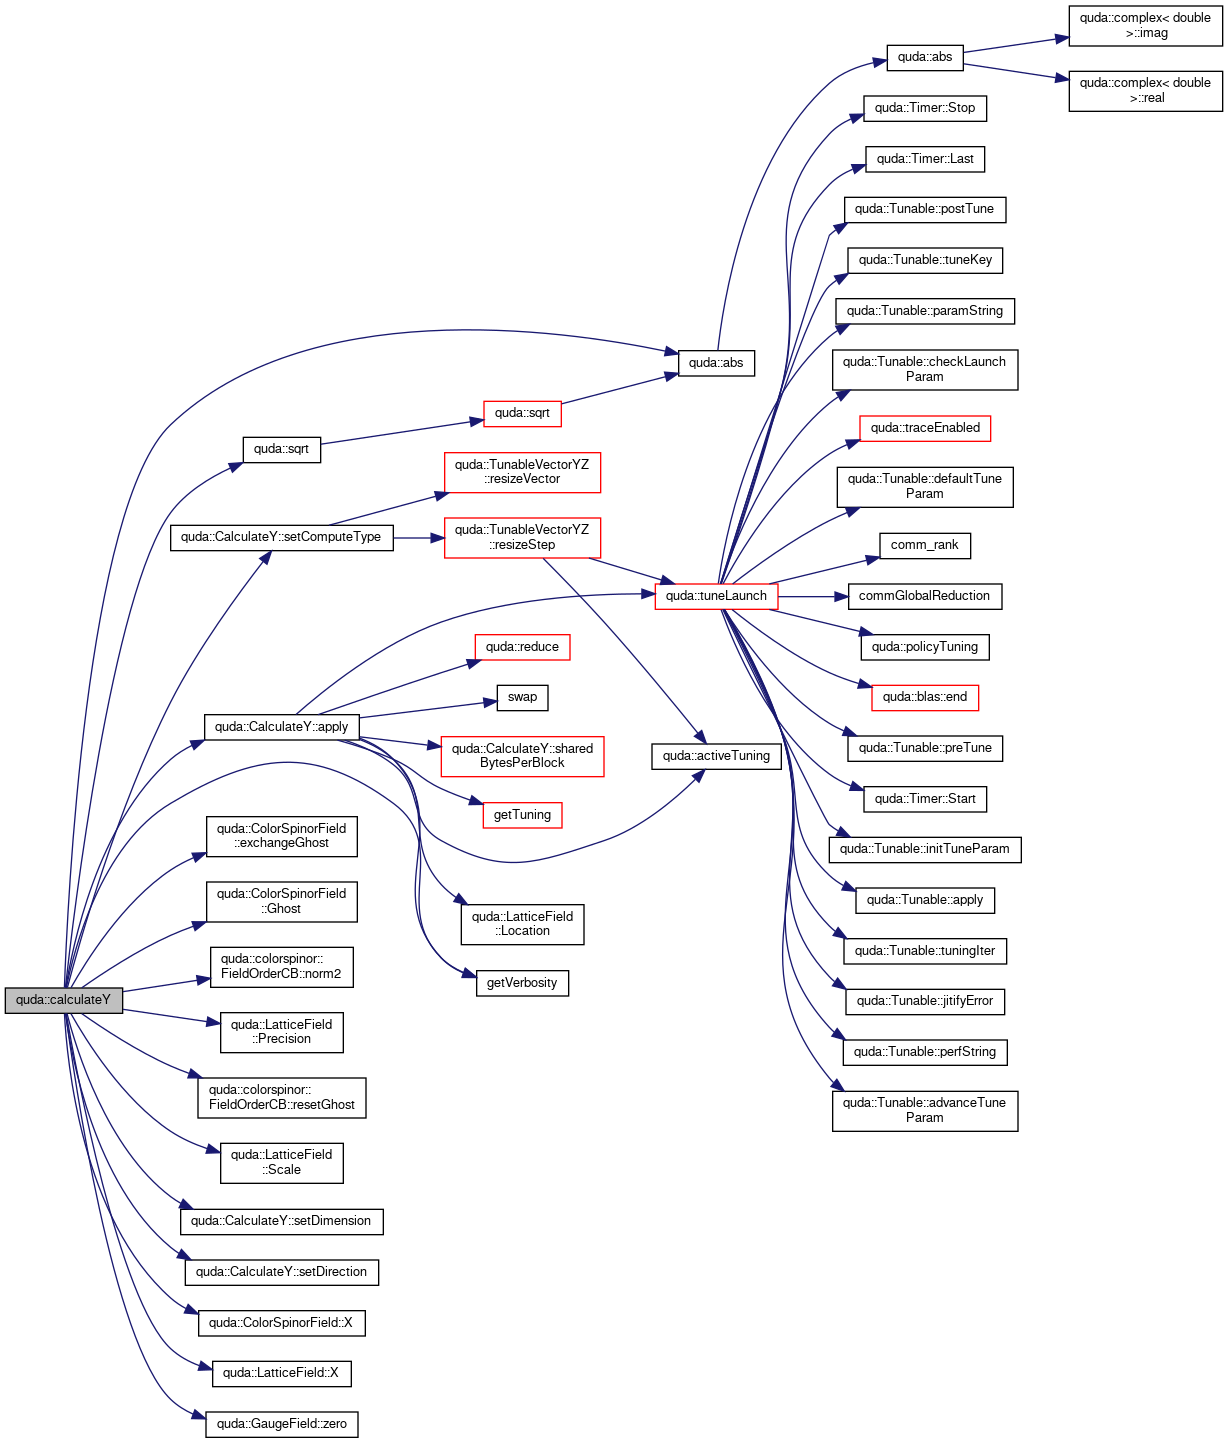 quda::calculateY
quda::abs
quda::abs
quda::complex< double
>::imag
quda::complex< double
>::real
quda::sqrt
quda::sqrt
quda::CalculateY::setComputeType
quda::TunableVectorYZ
::resizeVector
quda::TunableVectorYZ
::resizeStep
quda::tuneLaunch
quda::Timer::Stop
quda::Timer::Last
quda::Tunable::postTune
quda::Tunable::tuneKey
quda::Tunable::paramString
quda::Tunable::checkLaunch
Param
quda::traceEnabled
quda::Tunable::defaultTune
Param
comm_rank
commGlobalReduction
quda::policyTuning
quda::blas::end
quda::Tunable::preTune
quda::Timer::Start
quda::Tunable::initTuneParam
quda::Tunable::apply
quda::Tunable::tuningIter
quda::Tunable::jitifyError
quda::Tunable::perfString
quda::Tunable::advanceTune
Param
quda::activeTuning
quda::CalculateY::apply
quda::reduce
swap
quda::CalculateY::shared
BytesPerBlock
getTuning
quda::LatticeField
::Location
getVerbosity
quda::ColorSpinorField
::exchangeGhost
quda::ColorSpinorField
::Ghost
quda::colorspinor::
FieldOrderCB::norm2
quda::LatticeField
::Precision
quda::colorspinor::
FieldOrderCB::resetGhost
quda::LatticeField
::Scale
quda::CalculateY::setDimension
quda::CalculateY::setDirection
quda::ColorSpinorField::X
quda::LatticeField::X
quda::GaugeField::zero